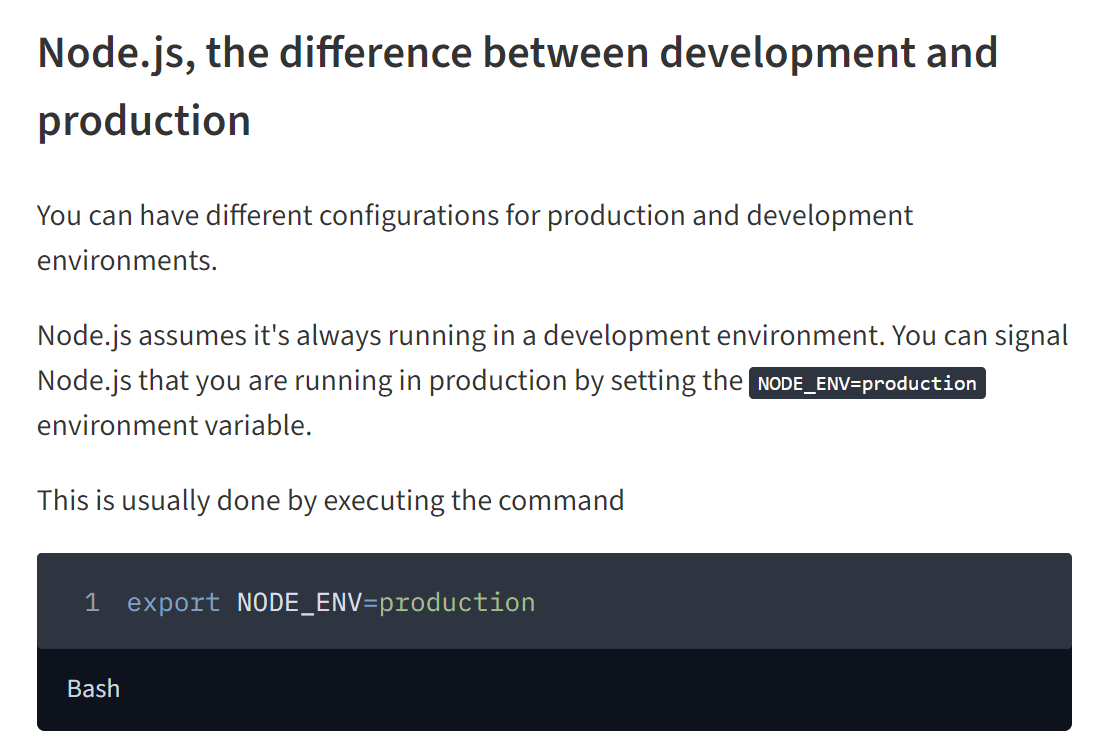 Node.js, the difference between development and
production
You can have different configurations for production and development
environments.
Node.js assumes it's always running in a development environment. You can signal
Node.js that you are running in production by setting the NODE_ENV=production
environment variable.
This is usually done by executing the command
1 export NODE_ENV=production
Bash